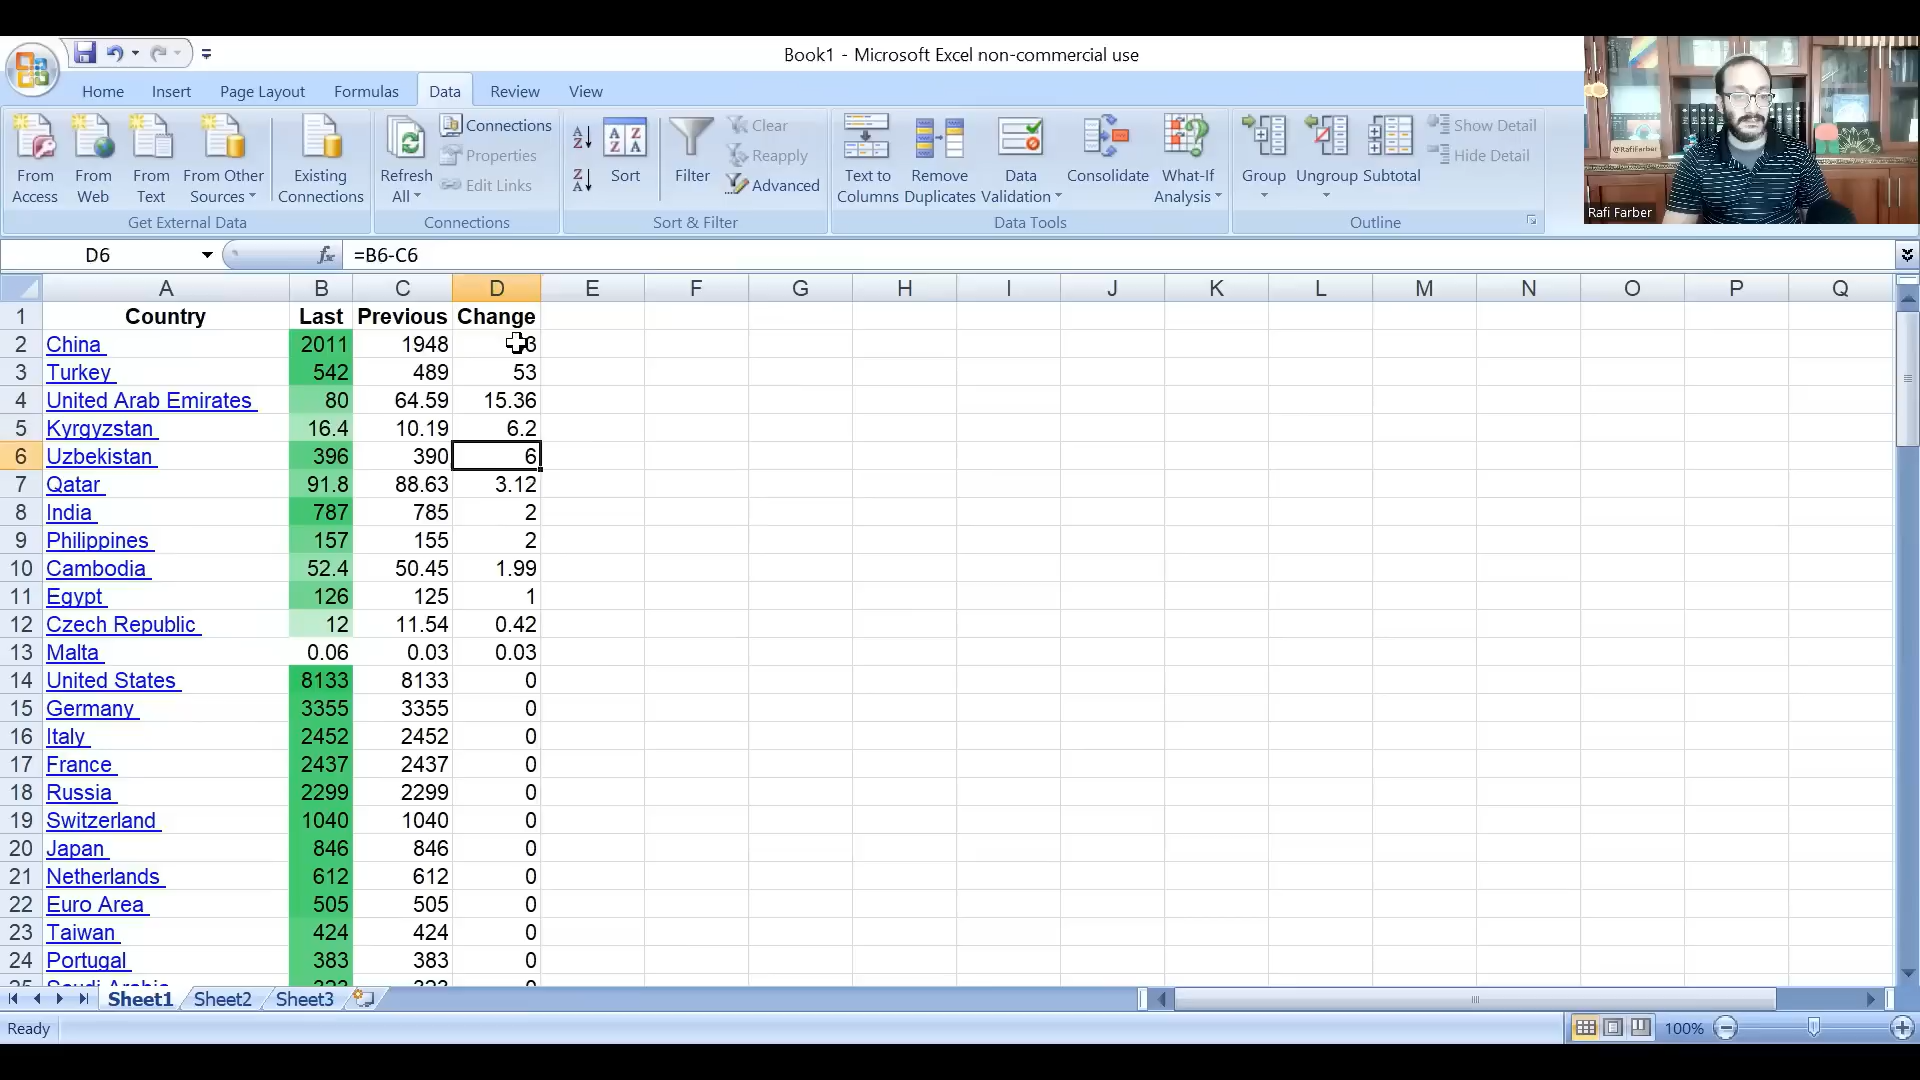 Book1 - Microsoft Excel non-commercial use
Home Insert Page Layout Formulas Data Review View
From Access
From Web
From Text
From Other Sources
Existing Connections
Get External Data
Refresh All
Connections
Properties
Edit Links
Connections
Sort
Filter
Clear
Reapply
Advanced
Sort & Filter
Text to Columns
Remove Duplicates
Data Validation
Consolidate
What-If Analysis
Data Tools
Group
Ungroup
Subtotal
Show Detail
Hide Detail
Outline
@RafiFarber
Rafi Farber
D6 fx =B6-C6
A B C D E F G H I J K L M N O P Q
1 Country Last Previous Change
2 China 2011 1948 3
3 Turkey 542 489 53
4 United Arab Emirates 80 64.59 15.36
5 Kyrgyzstan 16.4 10.19 6.2
6 Uzbekistan 396 390 6
7 Qatar 91.8 88.63 3.12
8 India 787 785 2
9 Philippines 157 155 2
10 Cambodia 52.4 50.45 1.99
11 Egypt 126 125 1
12 Czech Republic 12 11.54 0.42
13 Malta 0.06 0.03 0.03
14 United States 8133 8133 0
15 Germany 3355 3355 0
16 Italy 2452 2452 0
17 France 2437 2437 0
18 Russia 2299 2299 0
19 Switzerland 1040 1040 0
20 Japan 846 846 0
21 Netherlands 612 612 0
22 Euro Area 505 505 0
23 Taiwan 424 424 0
24 Portugal 383 383 0
25 Saudi Arabia 323 323 0
Sheet1 Sheet2 Sheet3
Ready 100%